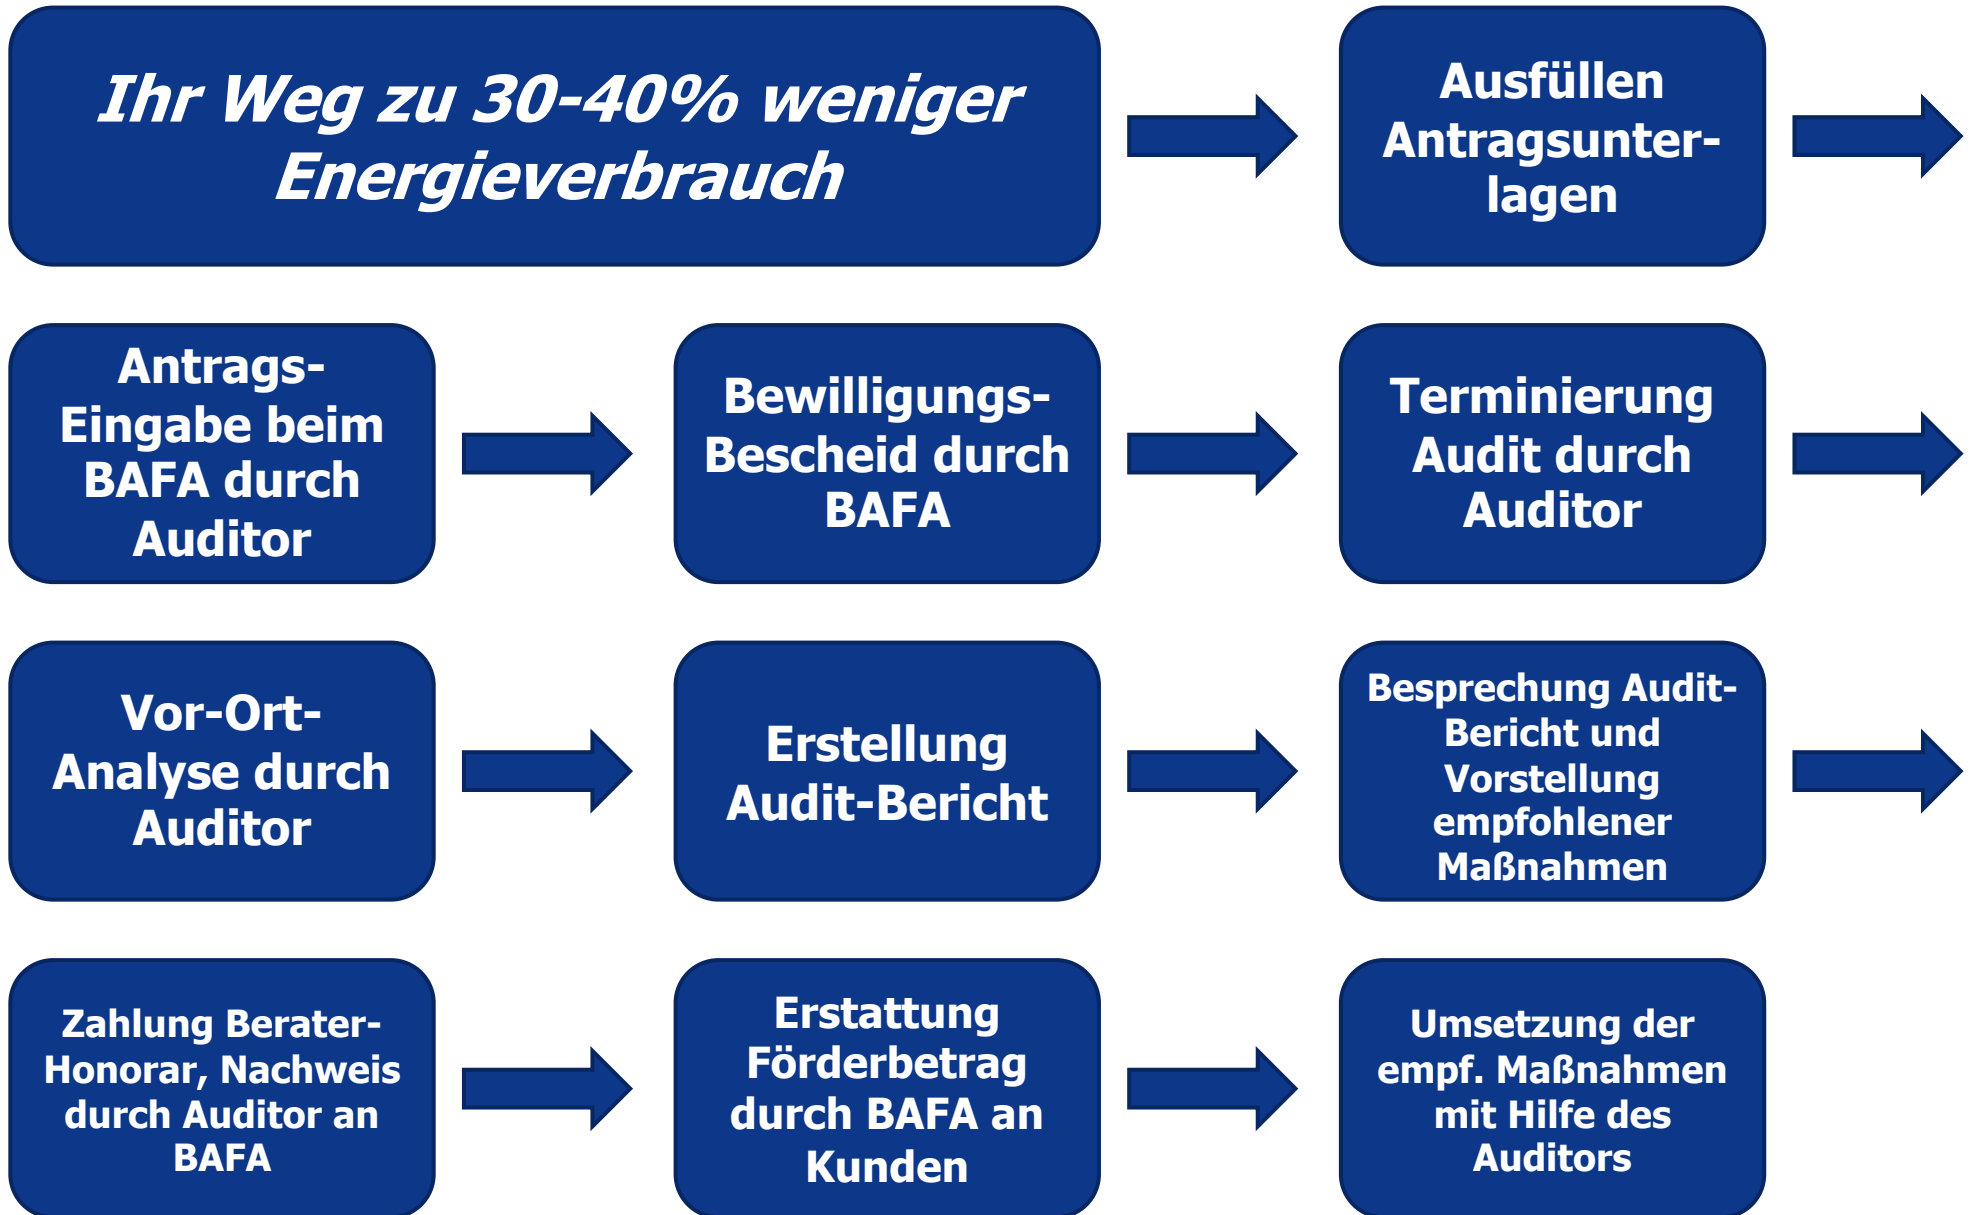 Ihr Weg zu 30-40% weniger
Energieverbrauch
Ausfüllen
Antragsunter-
lagen
Antrags-
Eingabe beim
BAFA durch
Auditor
Bewilligungs-
Bescheid durch
BAFA
Terminierung
Audit durch
Auditor
Vor-Ort-
Analyse durch
Auditor
Erstellung
Audit-Bericht
Besprechung Audit-
Bericht und
Vorstellung
empfohlener
Maßnahmen
Zahlung Berater-
Honorar, Nachweis
durch Auditor an
BAFA
Erstattung
Förderbetrag
durch BAFA an
Kunden
Umsetzung der
empf. Maßnahmen
mit Hilfe des
Auditors